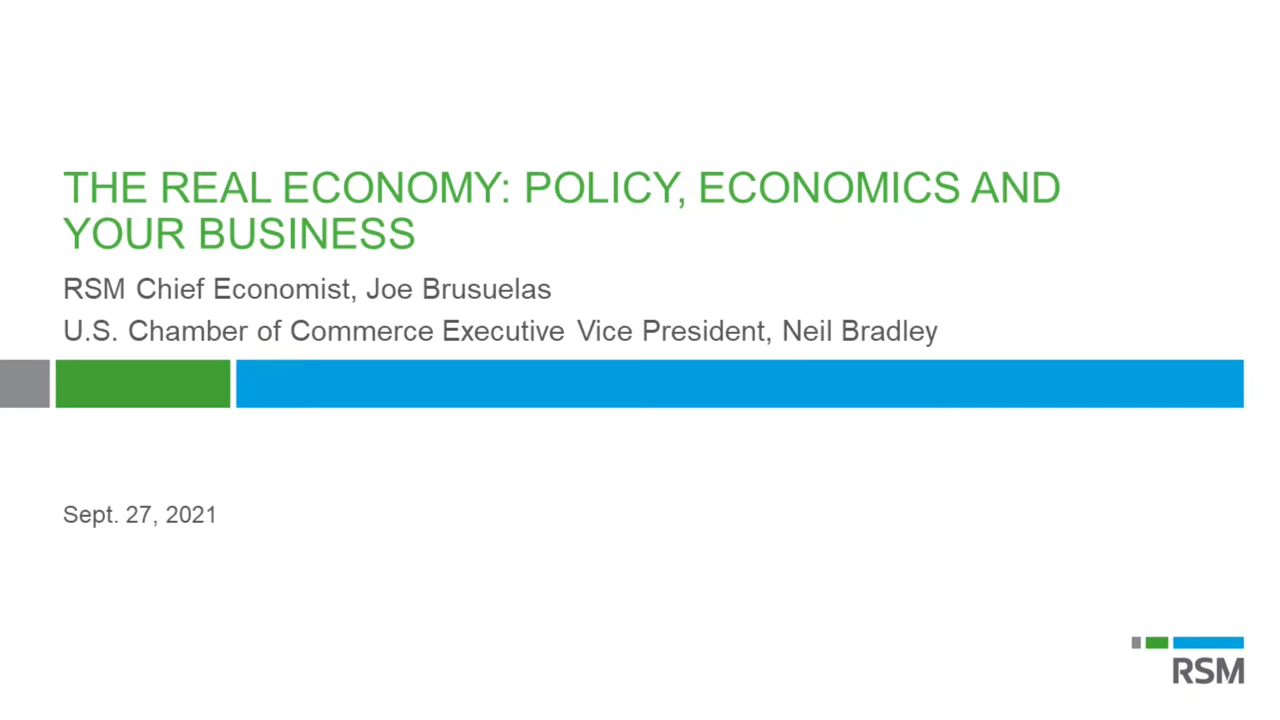 THE REAL ECONOMY: POLICY, ECONOMICS AND
YOUR BUSINESS
RSM Chief Economist, Joe Brusuelas
U.S. Chamber of Commerce Executive Vice President, Neil Bradley
Sept. 27, 2021
RSM